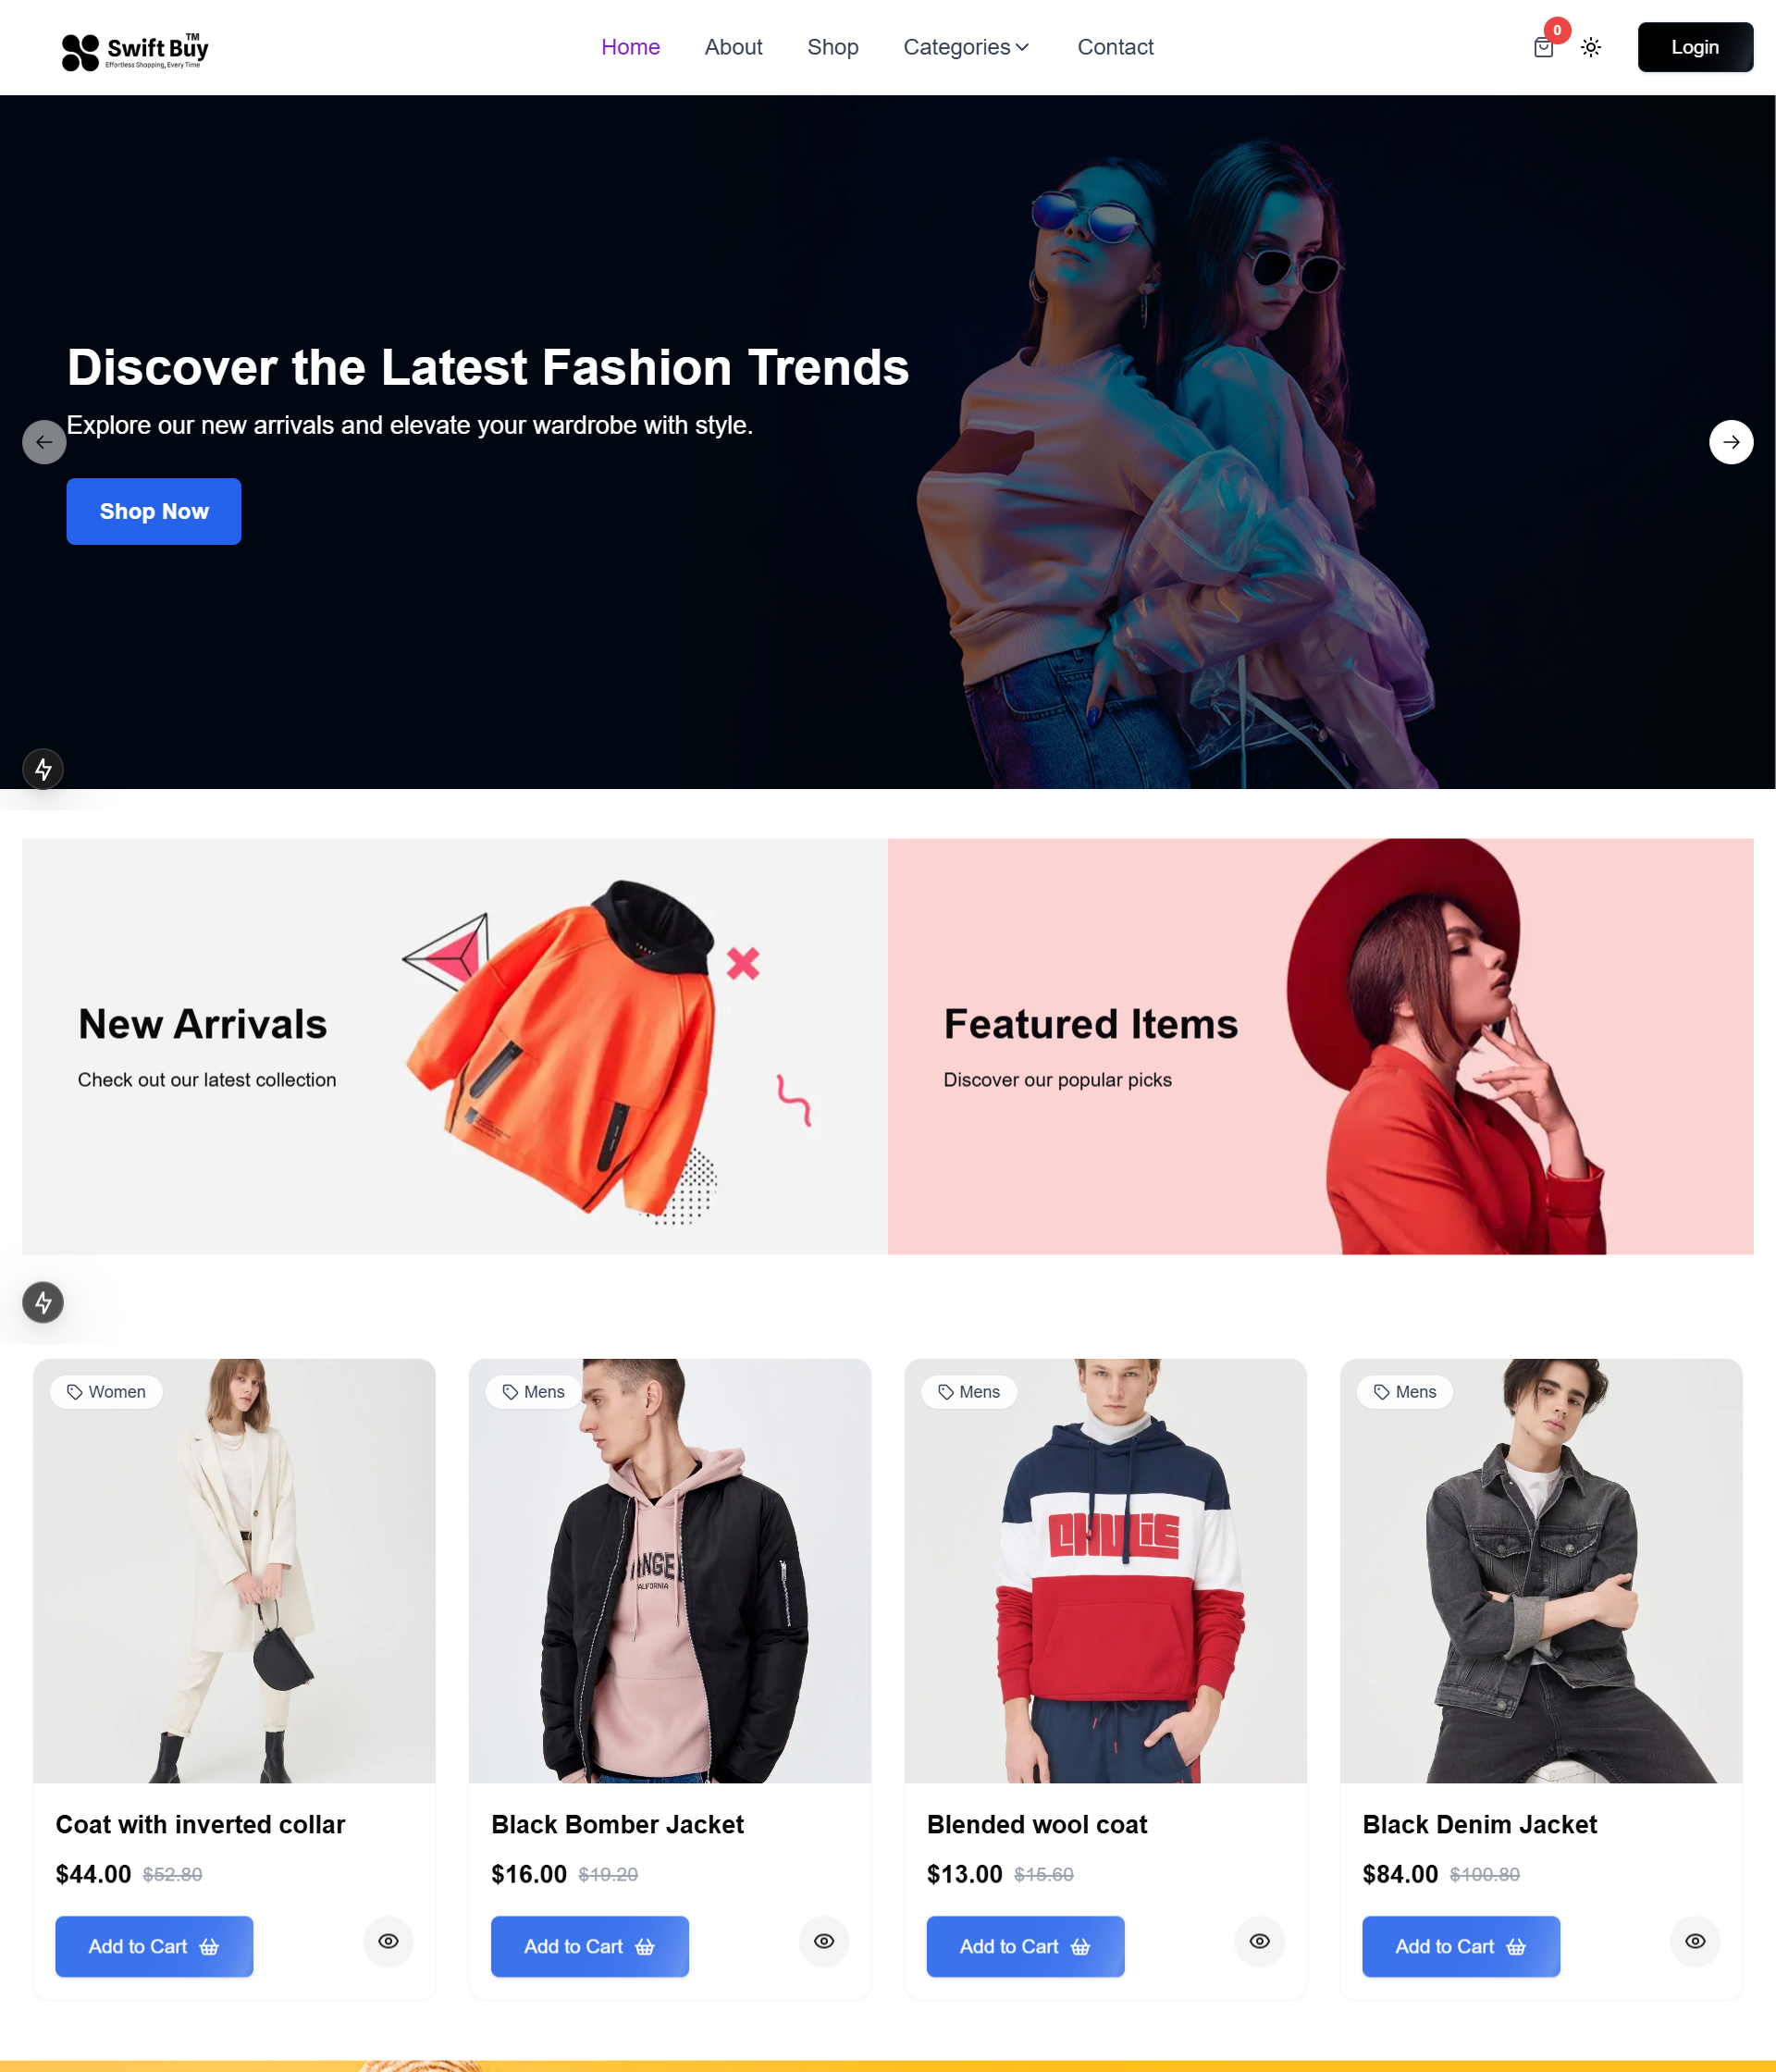 Swift Buy™
Effortless Shopping, Every Time
Home
About
Shop
Categories
Contact
0
Login
Discover the Latest Fashion Trends
Explore our new arrivals and elevate your wardrobe with style.
Shop Now
New Arrivals
Check out our latest collection
Featured Items
Discover our popular picks
Women
Mens
Mens
Mens
ANGE
ALIFORNIA
Coat with inverted collar
Black Bomber Jacket
Blended wool coat
Black Denim Jacket
$44.00 $52.80
$16.00 $19.20
$13.00 $15.60
$84.00 $100.80
Add to Cart
Add to Cart
Add to Cart
Add to Cart